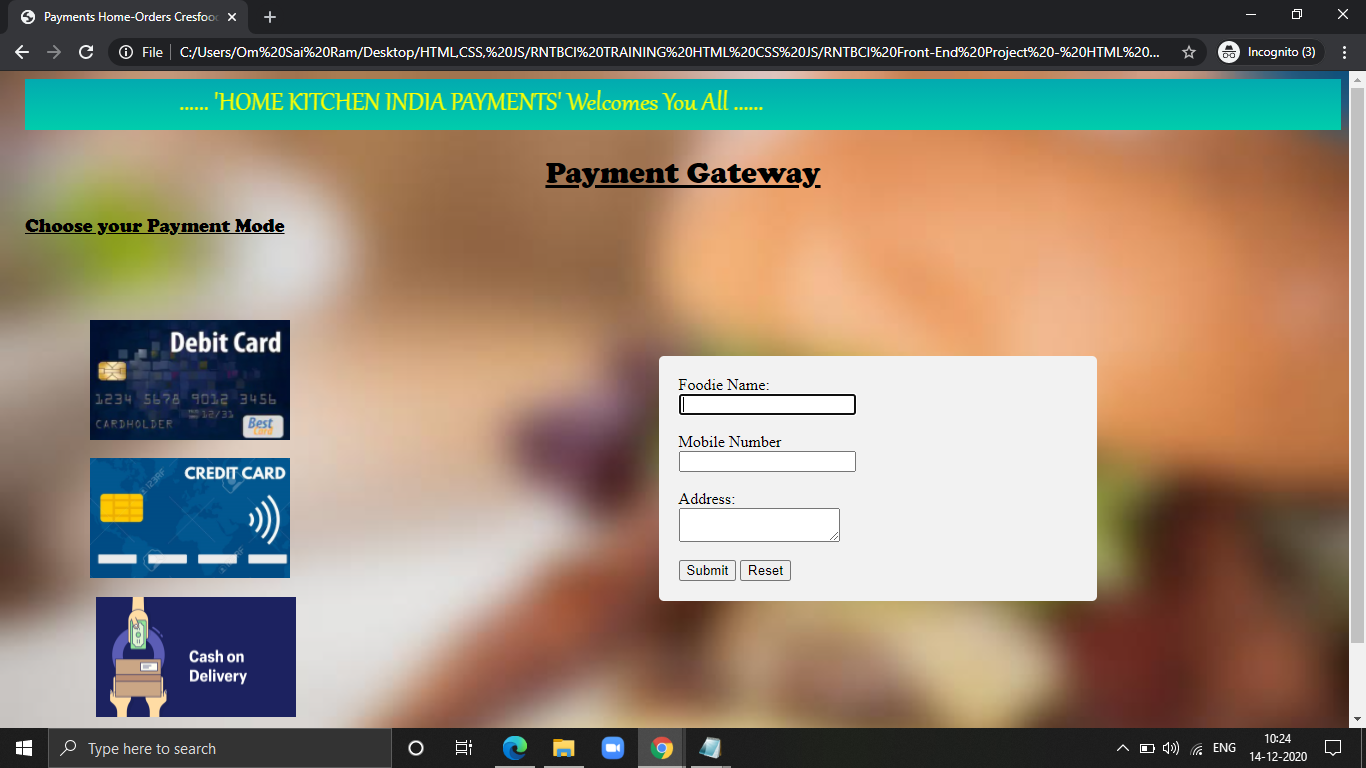 Payments Home-Orders Cresfood
File
C:/Users/Om%20Sai%20Ram/Desktop/HTML,CSS,%20JS/RNTBCI%20TRAINING%20HTML%20CSS%20JS/RNTBCI%20Front-End%20Project%20-%20HTML%20...
Incognito (3)
...... 'HOME KITCHEN INDIA PAYMENTS' Welcomes You All ......
Payment Gateway
Choose your Payment Mode
Debit Card
1234 5678 9012 3456
12/31
CARDHOLDER
Best
Card
CREDIT CARD
123RF
Cash on
Delivery
Foodie Name:
Mobile Number
Address:
Submit Reset
Type here to search
ENG
10:24
14-12-2020